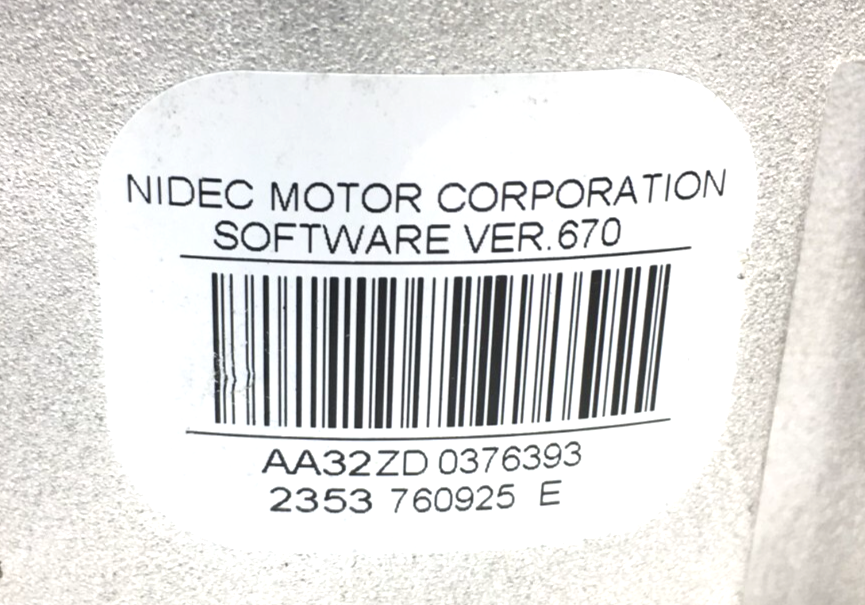 NIDEC MOTOR CORPORATION
SOFTWARE VER.670
AA32ZD 0376393
2353 760925 E